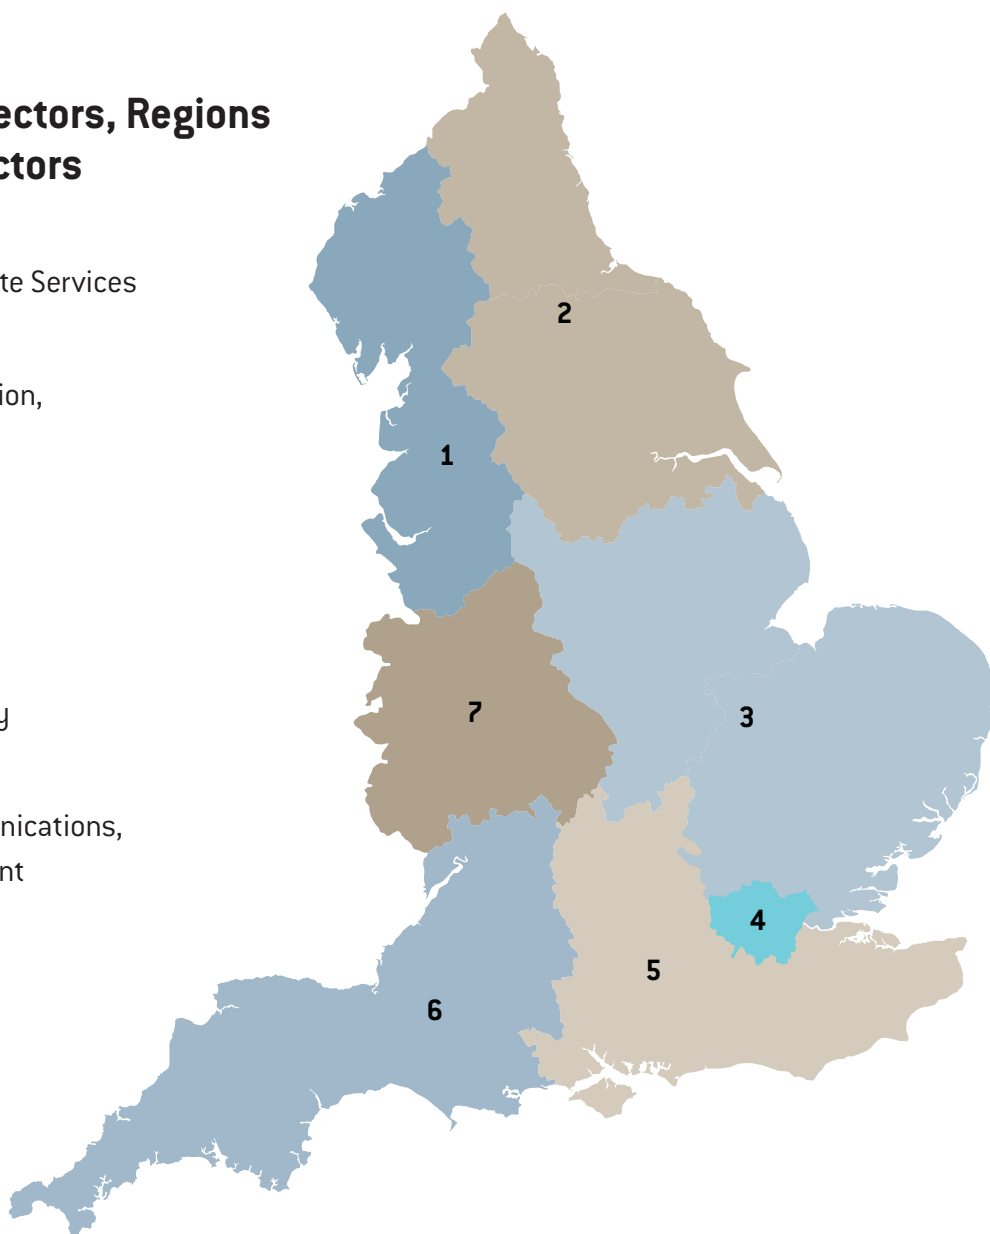 ectors, Regions
ctors
te Services
ion,
y
nications,
nt
2
1
7
3
4
5
6